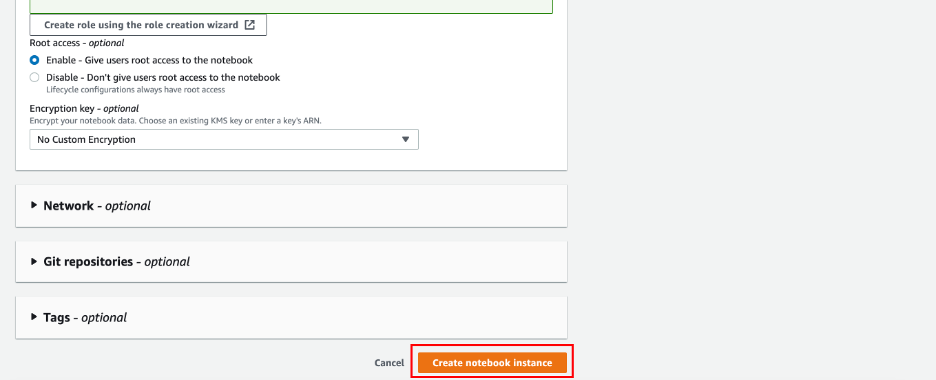 Create role using the role creation wizard
Root access - optional
Enable - Give users root access to the notebook
Disable - Don't give users root access to the notebook
Lifecycle configurations always have root access
Encryption key - optional
Encrypt your notebook data. Choose an existing KMS key or enter a key's ARN.
No Custom Encryption
Network - optional
Git repositories - optional
Tags - optional
Cancel Create notebook instance